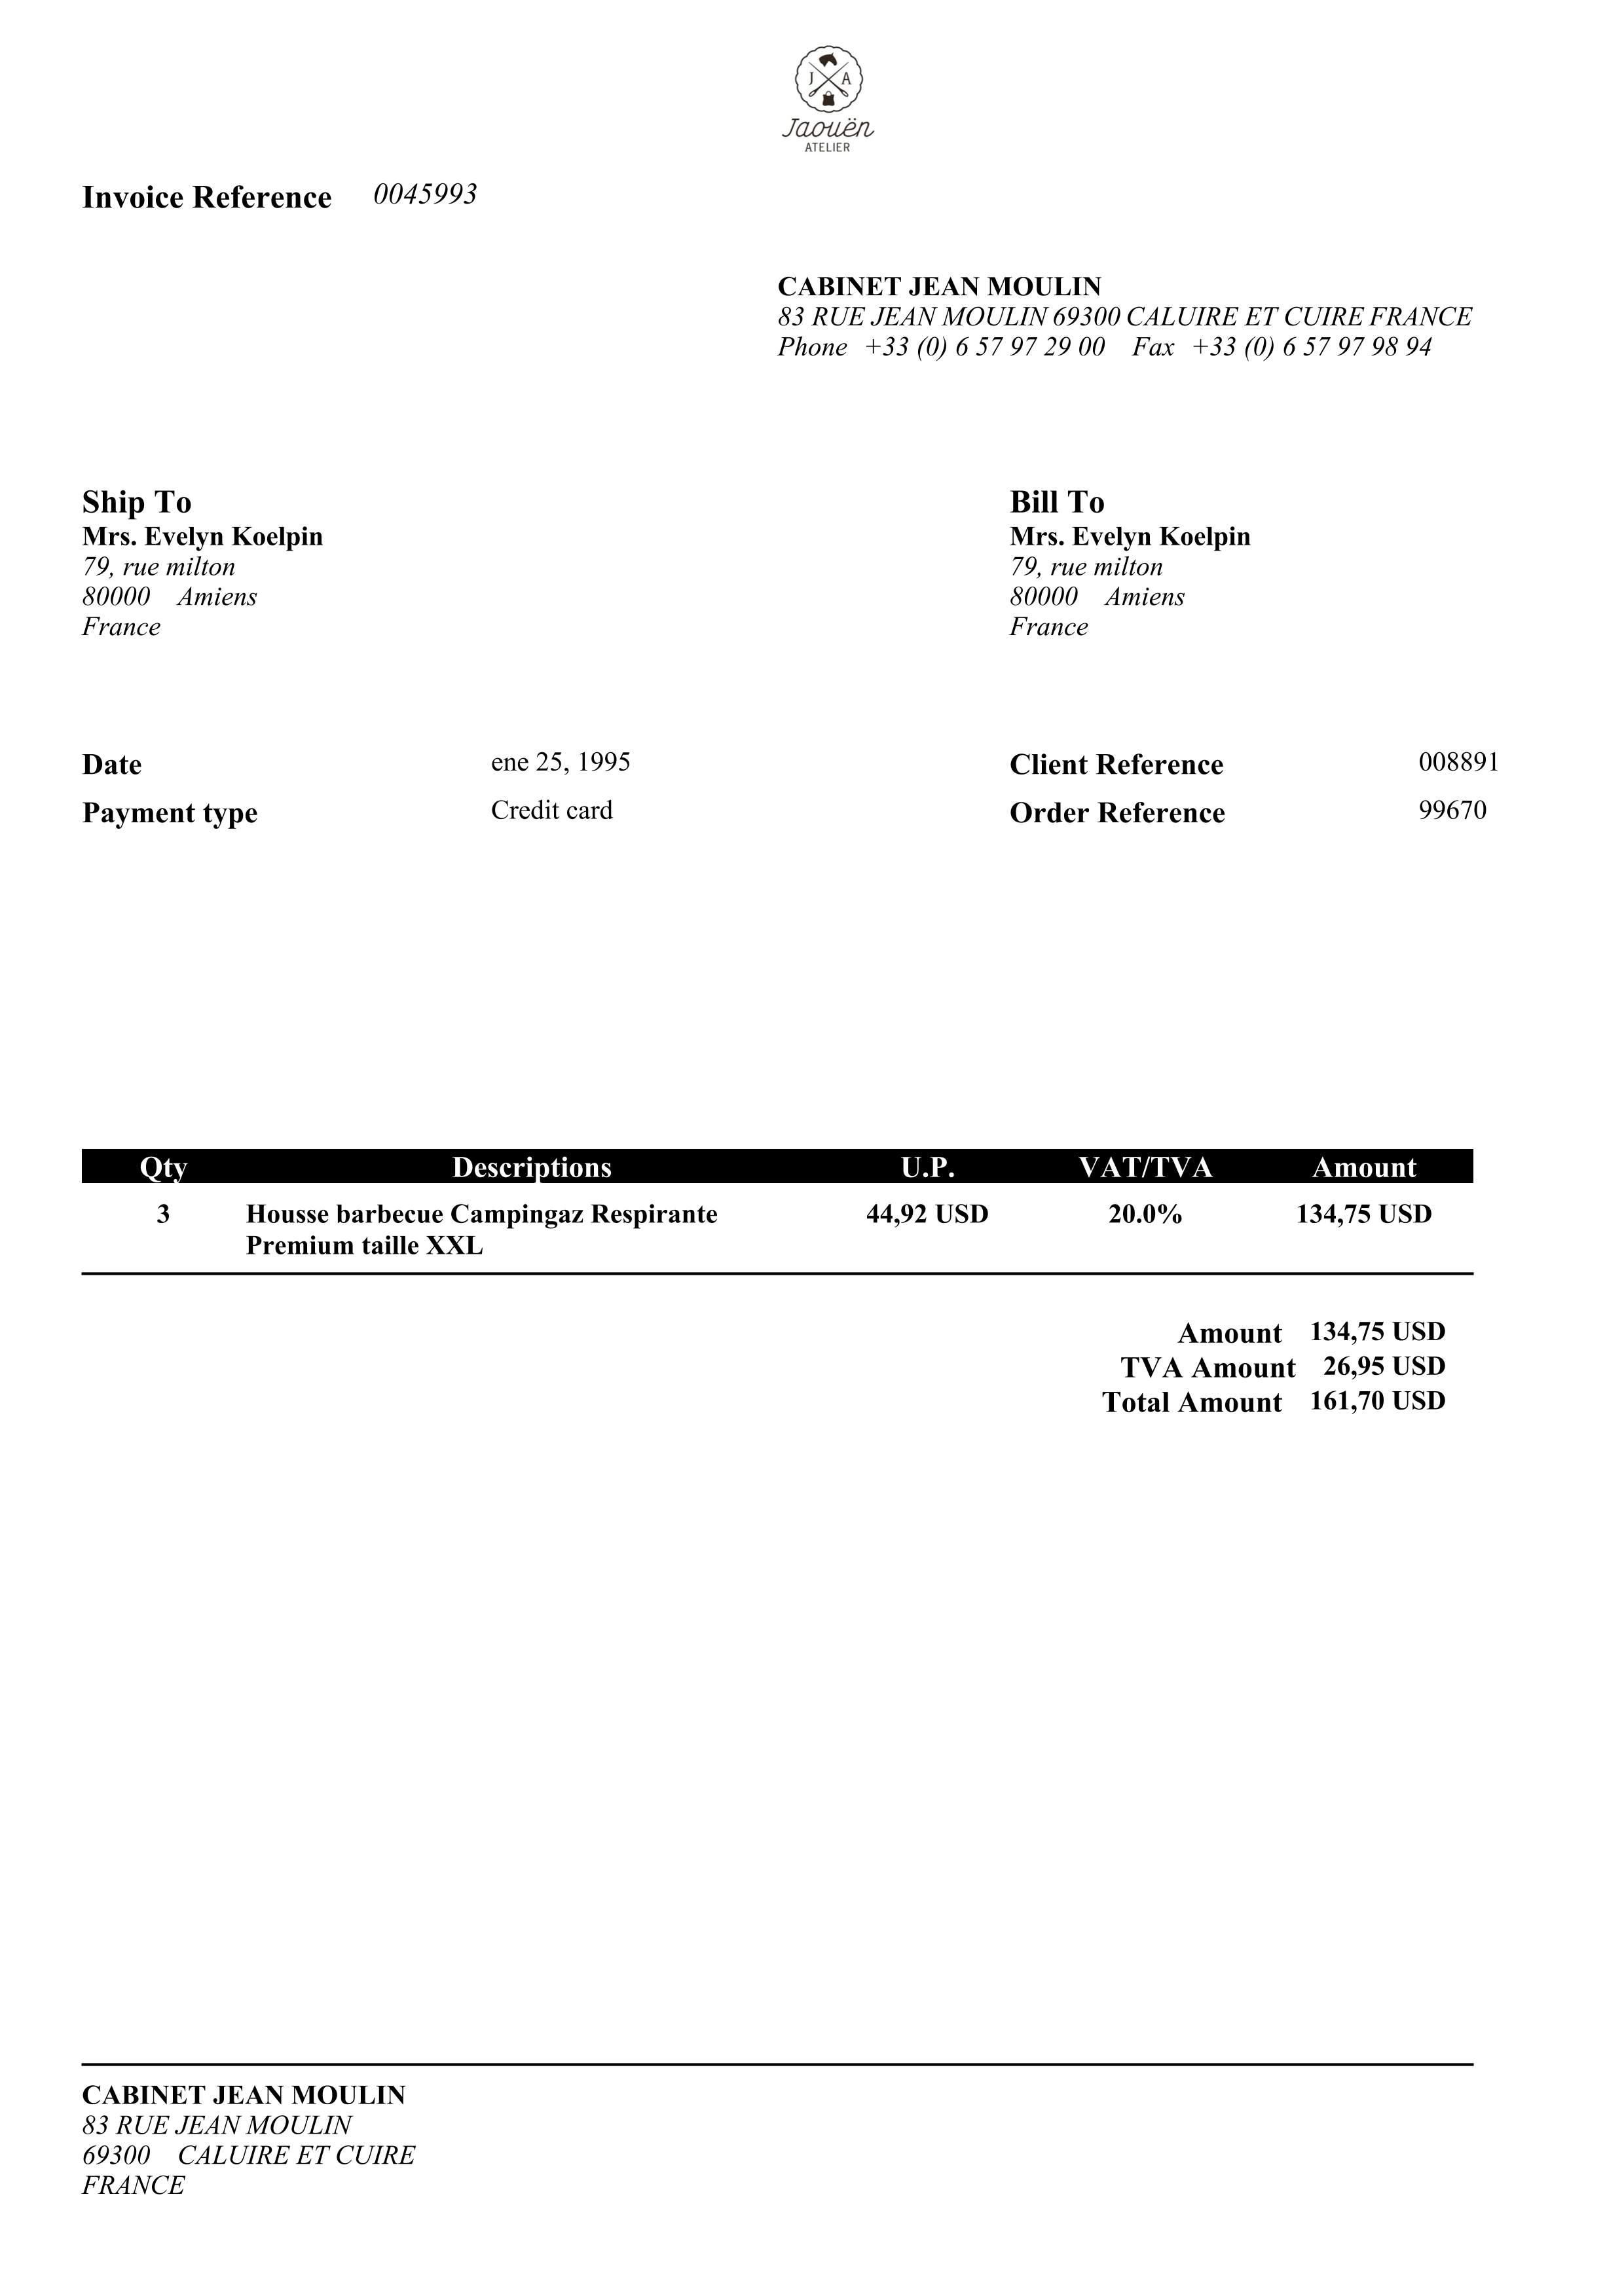 J A
Jaouën
ATELIER
Invoice Reference 0045993
CABINET JEAN MOULIN
83 RUE JEAN MOULIN 69300 CALUIRE ET CUIRE FRANCE
Phone +33 (0) 6 57 97 29 00 Fax +33 (0) 6 57 97 98 94
Ship To
Mrs. Evelyn Koelpin
79, rue milton
80000 Amiens
France
Bill To
Mrs. Evelyn Koelpin
79, rue milton
80000 Amiens
France
Date ene 25, 1995
Payment type Credit card
Client Reference 008891
Order Reference 99670
Qty Descriptions U.P. VAT/TVA Amount
3 Housse barbecue Campingaz Respirante 44,92 USD 20.0% 134,75 USD
Premium taille XXL
Amount 134,75 USD
TVA Amount 26,95 USD
Total Amount 161,70 USD
CABINET JEAN MOULIN
83 RUE JEAN MOULIN
69300 CALUIRE ET CUIRE
FRANCE